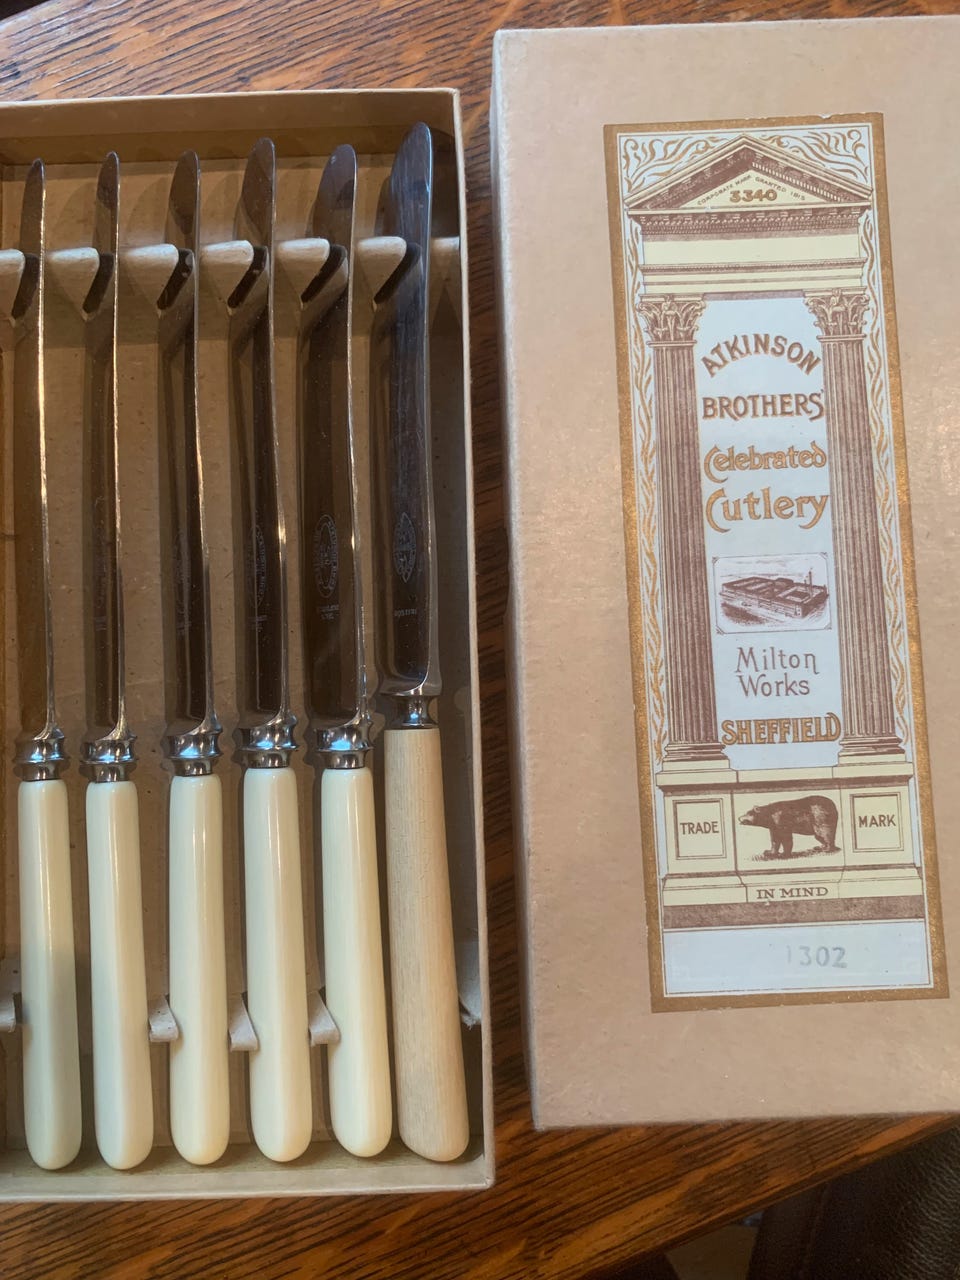 CORPORATE MARK GRANTED 1815
3340
ATKINSON
BROTHERS'
Celebrated
Cutlery
Milton
Works
SHEFFIELD
TRADE
MARK
IN MIND
1302